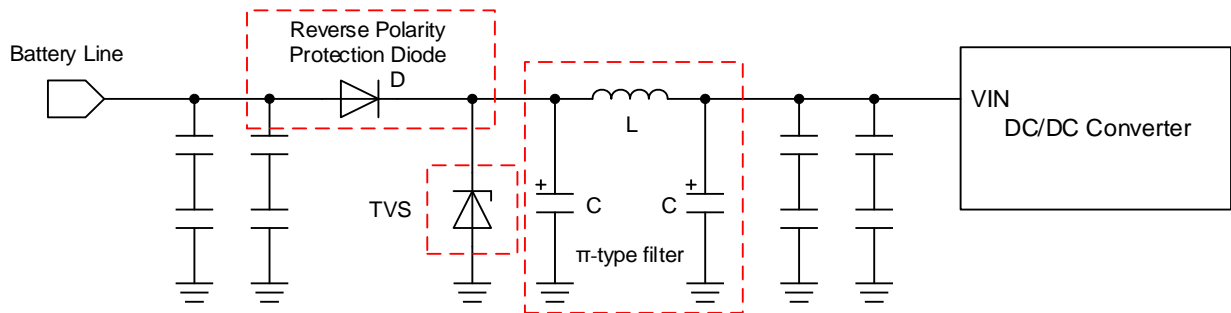 Reverse Polarity
Protection Diode
D
Battery Line
L
VIN
DC/DC Converter
TVS
+
C
+
C
π-type filter